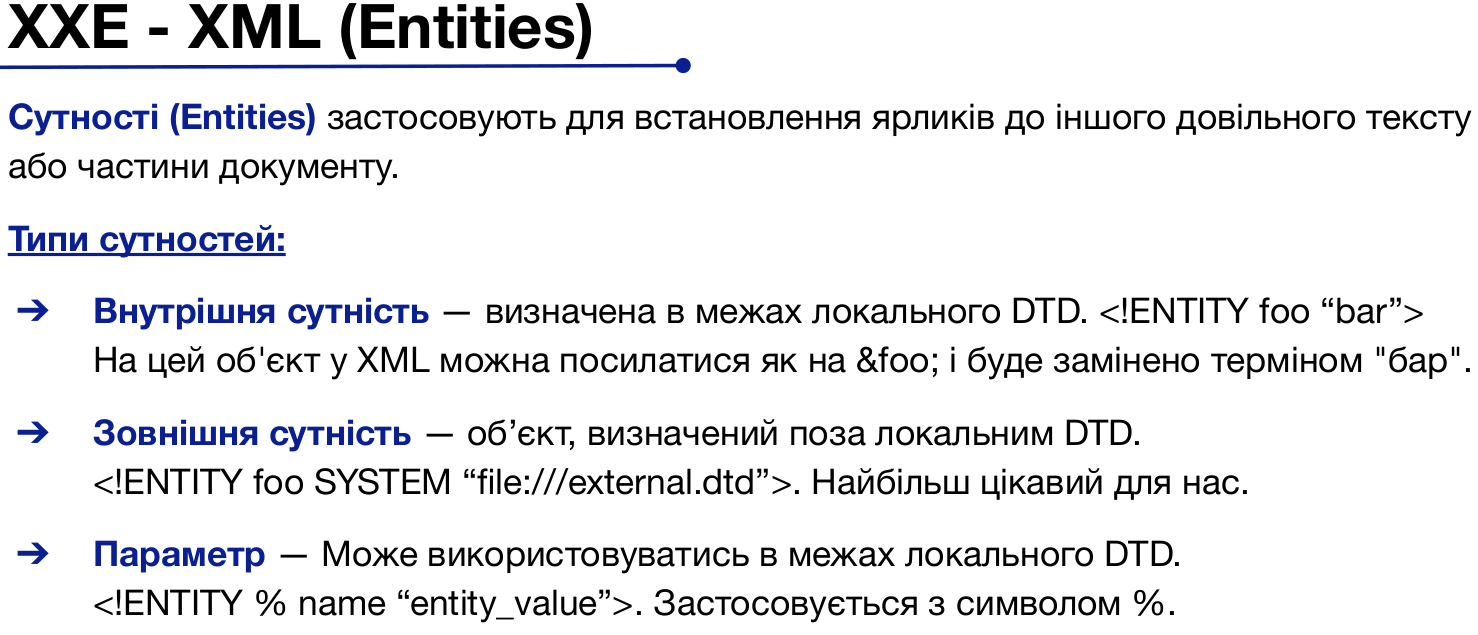 XXE - XML (Entities)
Сутності (Entities) застосовують для встановлення ярликів до іншого довільного тексту
або частини документу.
Типи сутностей:
➔ Внутрішня сутність — визначена в межах локального DTD. <!ENTITY foo “bar”>
На цей об'єкт у XML можна посилатися як на &foo; і буде замінено терміном "бар".
➔ Зовнішня сутність — об’єкт, визначений поза локальним DTD.
<!ENTITY foo SYSTEM “file:///external.dtd”>. Найбільш цікавий для нас.
➔ Параметр — Може використовуватись в межах локального DTD.
<!ENTITY % name “entity_value”>. Застосовується з символом %.